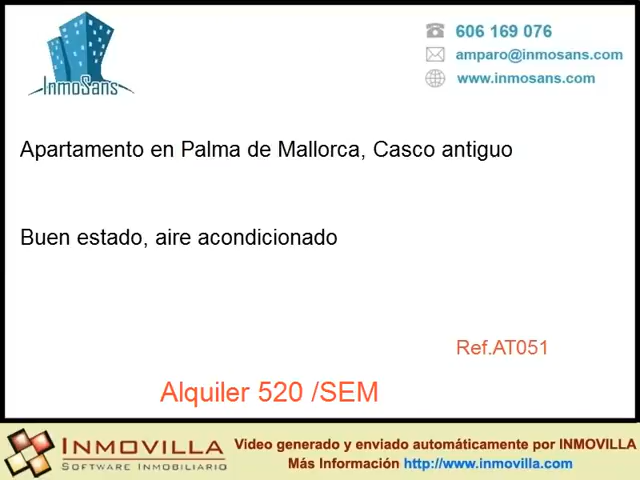 InmoSans
606 169 076
amparo@inmosans.com
www.inmosans.com
Apartamento en Palma de Mallorca, Casco antiguo
Buen estado, aire acondicionado
Ref.AT051
Alquiler 520 /SEM
INMOVILLA
SOFTWARE INMOBILIARIO
Video generado y enviado automáticamente por INMOVILLA
Más Información http://www.inmovilla.com